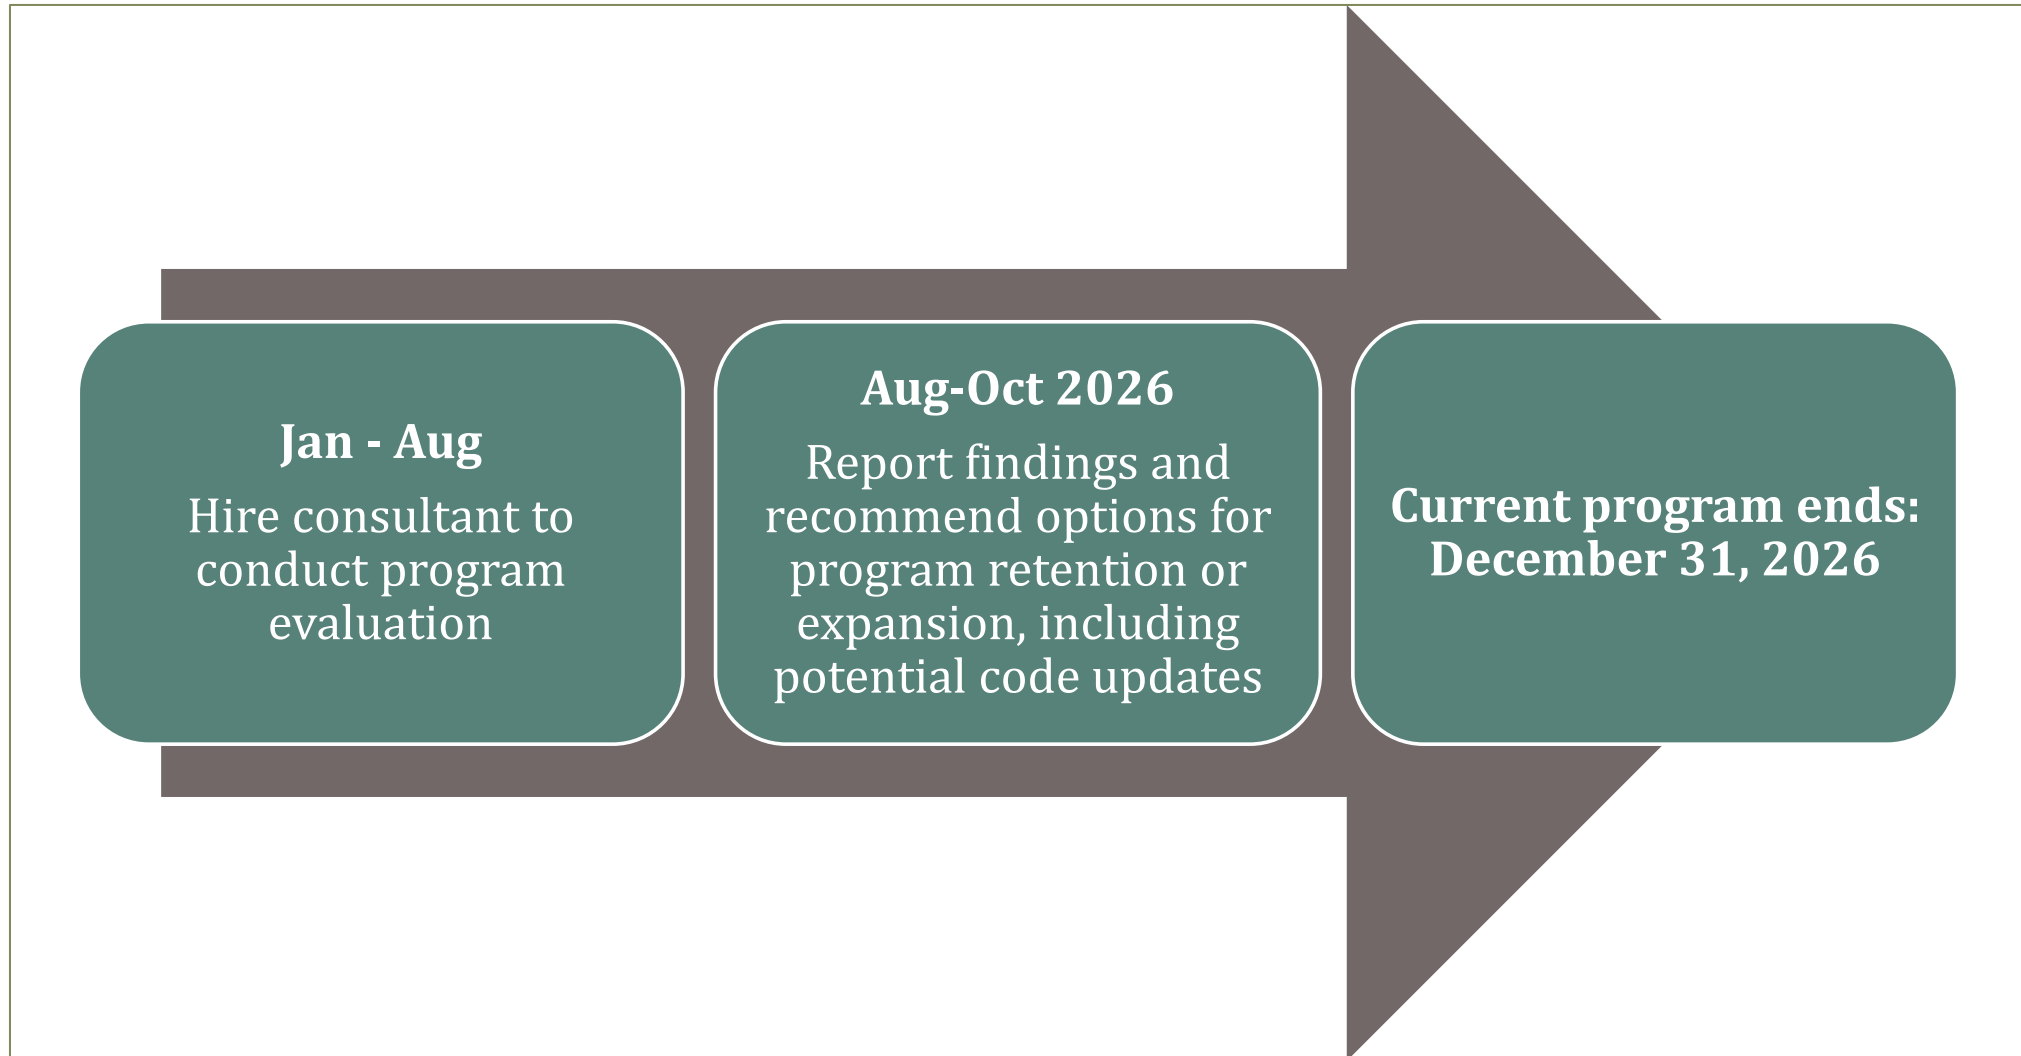 Jan - Aug
Hire consultant to
conduct program
evaluation
Aug-Oct 2026
Report findings and
recommend options for
program retention or
expansion, including
potential code updates
Current program ends:
December 31, 2026